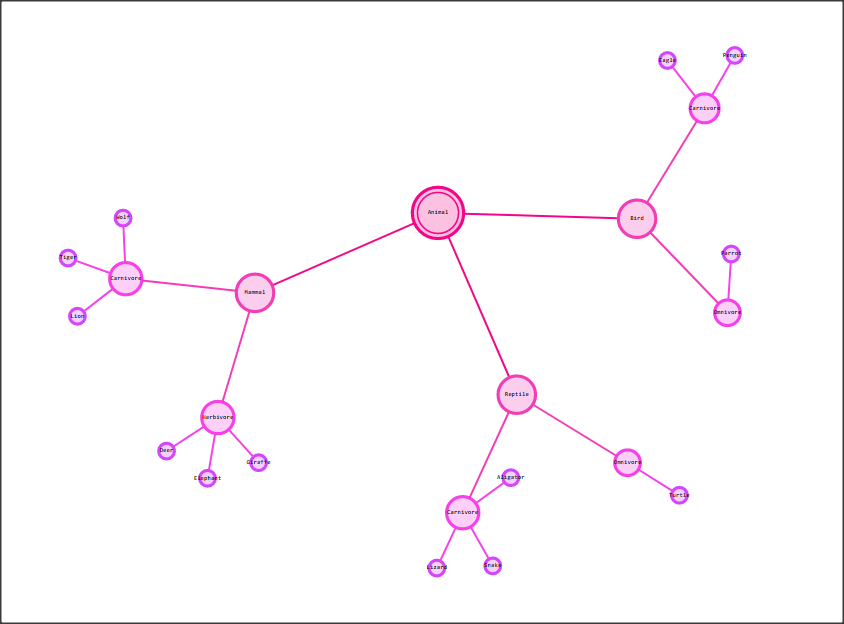 Eagle
Penguin
Carnivore
Animal
Bird
Wolf
Parrot
Tiger
Carnivore
Mammal
Lion
Omnivore
Reptile
Herbivore
Deer
Giraffe
Omnivore
Elephant
Aligator
Turtle
Carnivore
Lizard
Snake